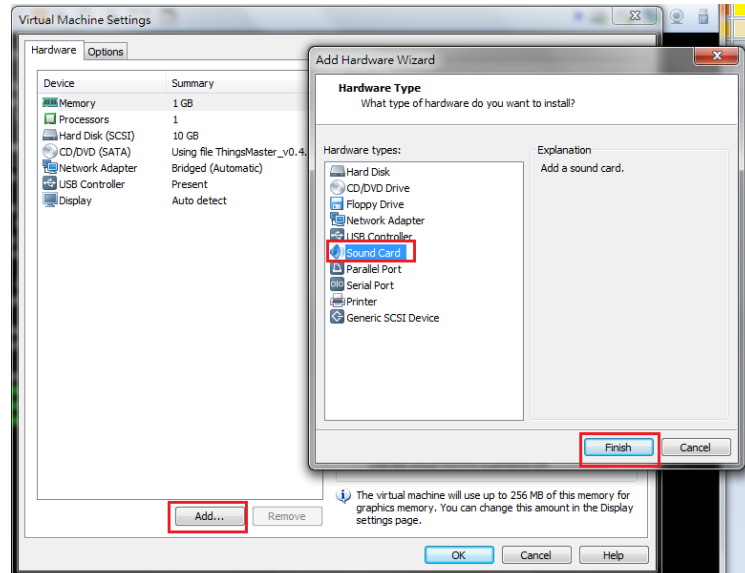 Virtual Machine Settings
Hardware
Options
Device Summary
Memory 1 GB
Processors 1
Hard Disk (SCSI) 10 GB
CD/DVD (SATA) Using file ThingsMaster_v0.4.
Network Adapter Bridged (Automatic)
USB Controller Present
Display Auto detect
Add...
Remove
The virtual machine will use up to 256 MB of this memory for
graphics memory. You can change this amount in the Display
settings page.
OK
Cancel
Help
Add Hardware Wizard
Hardware Type
What type of hardware do you want to install?
Hardware types:
Hard Disk
CD/DVD Drive
Floppy Drive
Network Adapter
USB Controller
Sound Card
Parallel Port
Serial Port
Printer
Generic SCSI Device
Explanation
Add a sound card.
Finish
Cancel